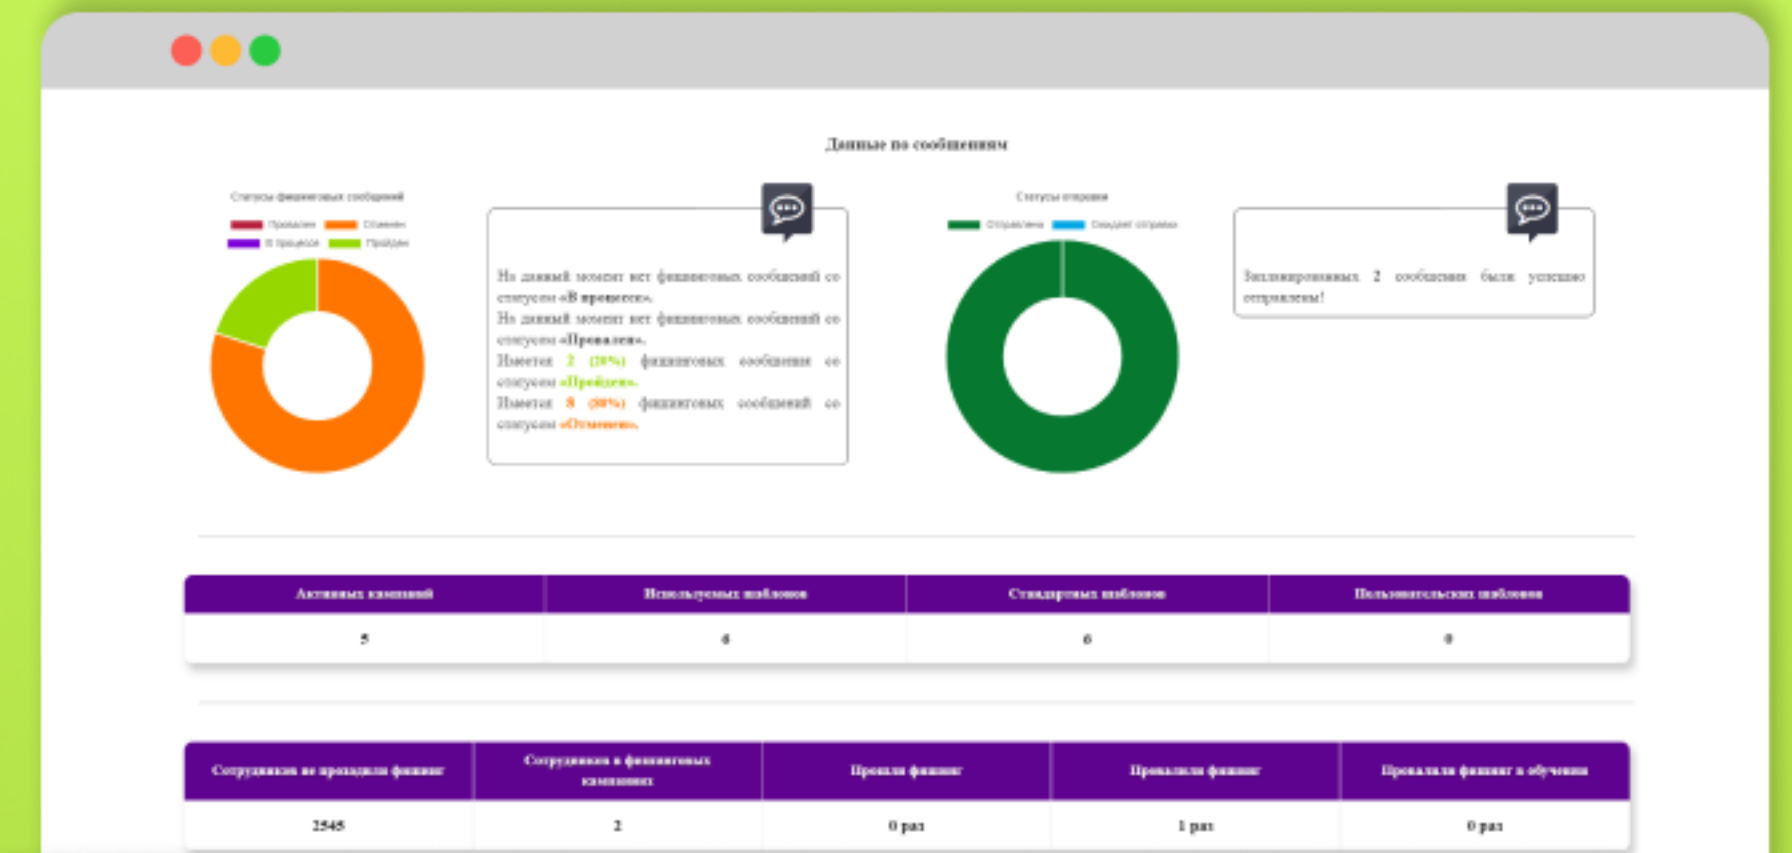 Данные по сообщениям
Статусы фишинговых сообщений
Провален Отменен
В процессе Пройден
На данный момент нет фишинговых сообщений со
статусом «В процессе».
На данный момент нет фишинговых сообщений со
статусом «Провален».
Имеется 2 (20%) фишинговых сообщения со
статусом «Пройден».
Имеется 8 (80%) фишинговых сообщений со
статусом «Отменен».
Статусы отправки
Отправлено Ожидает отправки
Запланированных 2 сообщения были успешно
отправлены!
Активных кампаний Используемых шаблонов Стандартных шаблонов Пользовательских шаблонов
5 6 6 0
Сотрудников не проходили фишинг Сотрудников в фишинговых
кампаниях Прошли фишинг Провалили фишинг Провалили фишинг и обучения
2545 2 0 раз 1 раз 0 раз